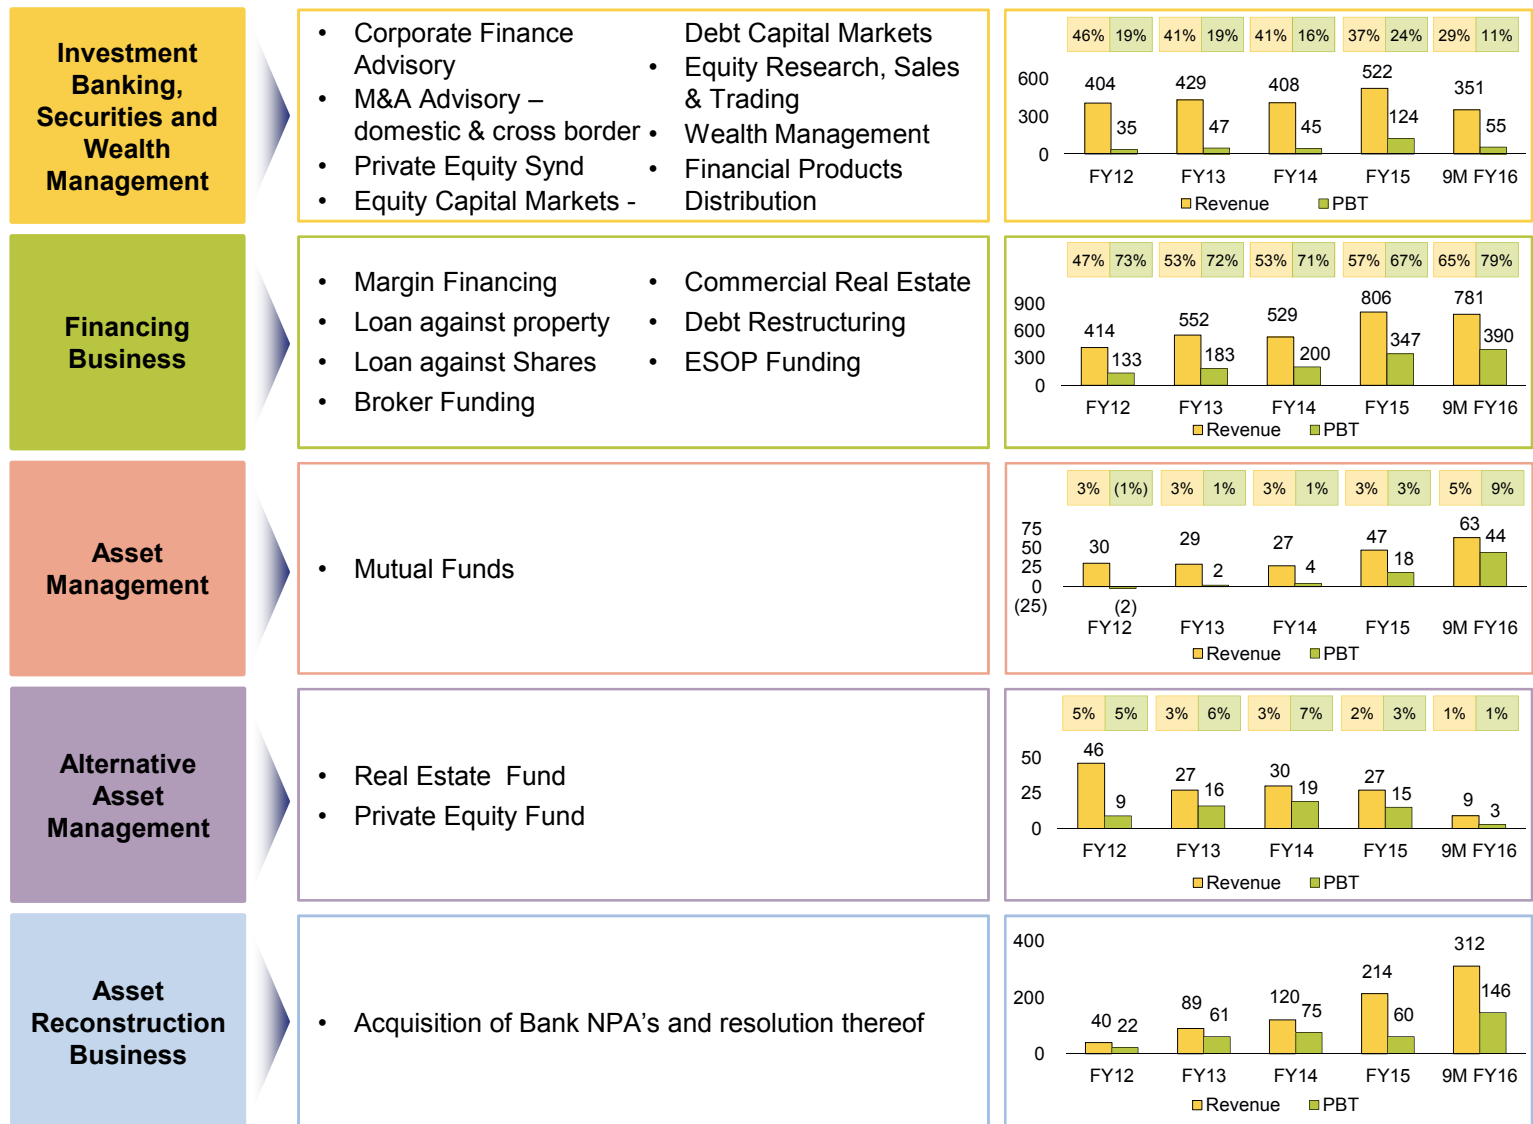 Investment
Banking,
Securities and
Wealth
Management
• Corporate Finance
Advisory
• M&A Advisory –
domestic & cross border
• Private Equity Synd
• Equity Capital Markets -
Debt Capital Markets
• Equity Research, Sales
& Trading
• Wealth Management
• Financial Products
Distribution
46% 19% 41% 19% 41% 16% 37% 24% 29% 11%
600
300
0
404 35 429 47 408 45 522 124 351 55
FY12 FY13 FY14 FY15 9M FY16
Revenue PBT
Financing
Business
• Margin Financing
• Loan against property
• Loan against Shares
• Broker Funding
• Commercial Real Estate
• Debt Restructuring
• ESOP Funding
47% 73% 53% 72% 53% 71% 57% 67% 65% 79%
900
600
300
0
414 133 552 183 529 200 806 347 781 390
FY12 FY13 FY14 FY15 9M FY16
Revenue PBT
Asset
Management
• Mutual Funds
3% (1%) 3% 1% 3% 1% 3% 3% 5% 9%
75
50
25
0
(25)
30 (2) 29 2 27 4 47 18 63 44
FY12 FY13 FY14 FY15 9M FY16
Revenue PBT
Alternative
Asset
Management
• Real Estate Fund
• Private Equity Fund
5% 5% 3% 6% 3% 7% 2% 3% 1% 1%
50
25
0
46 9 27 16 30 19 27 15 9 3
FY12 FY13 FY14 FY15 9M FY16
Revenue PBT
Asset
Reconstruction
Business
• Acquisition of Bank NPA's and resolution thereof
400
200
0
40 22 89 61 120 75 214 60 312 146
FY12 FY13 FY14 FY15 9M FY16
Revenue PBT